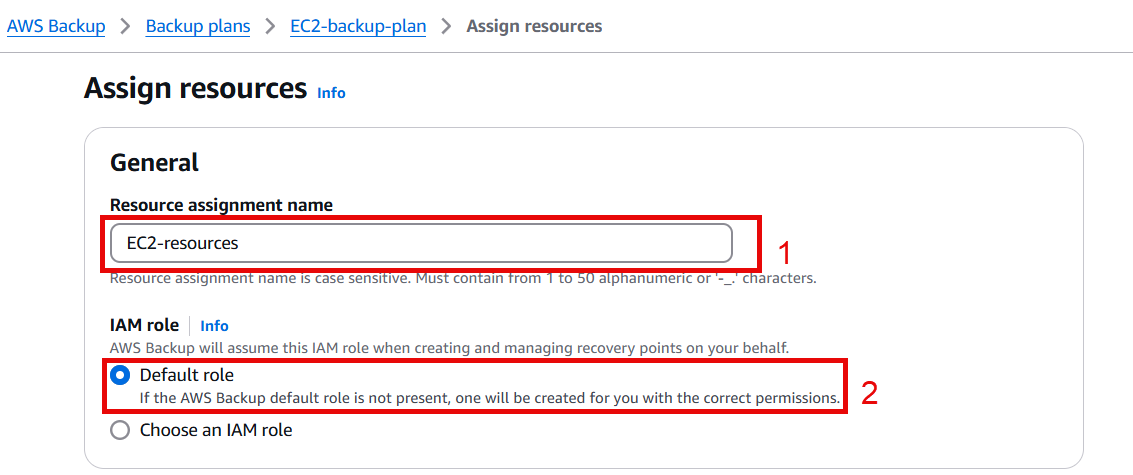 AWS Backup > Backup plans > EC2-backup-plan > Assign resources
Assign resources Info
General
Resource assignment name
EC2-resources
1
Resource assignment name is case sensitive. Must contain from 1 to 50 alphanumeric or '-_.' characters.
IAM role | Info
AWS Backup will assume this IAM role when creating and managing recovery points on your behalf.
Default role
If the AWS Backup default role is not present, one will be created for you with the correct permissions.
2
Choose an IAM role